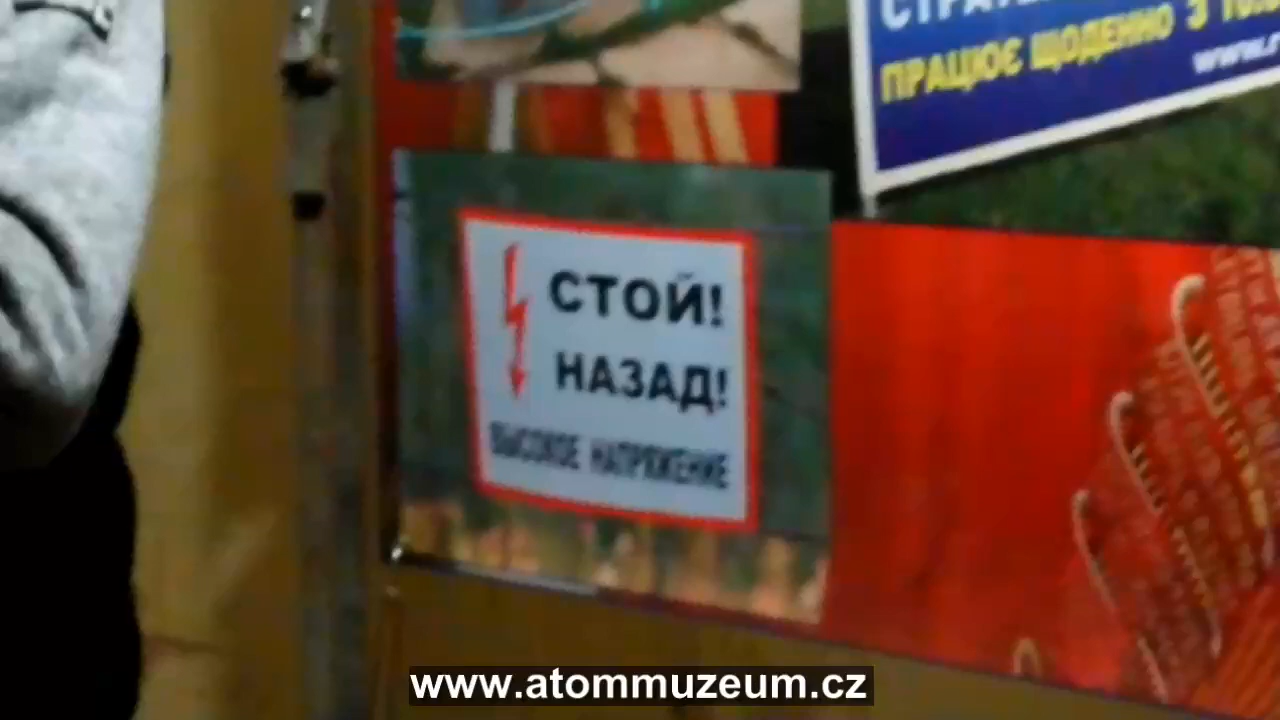 ПРАЦЮЄ ЩОДЕННО З
СТОЙ!
НАЗАД!
ВЫСОКОЕ НАПРЯЖЕНИЕ
www.atommuzeum.cz